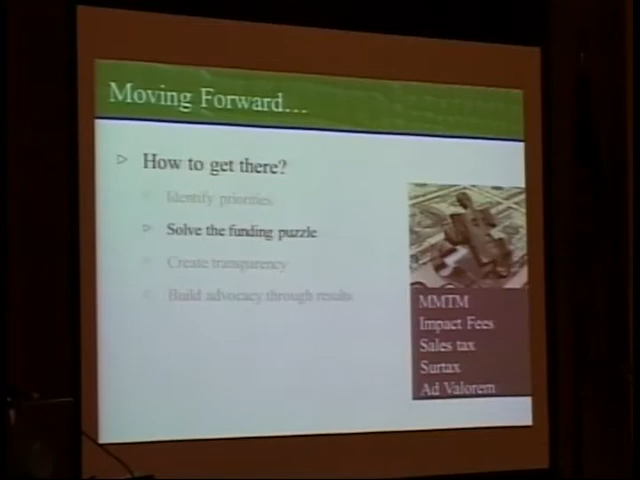 Moving Forward...
How to get there?
Identify priorities
Solve the funding puzzle
Create transparency
Build advocacy through results
MMTM
Impact Fees
Sales tax
Surtax
Ad Valorem